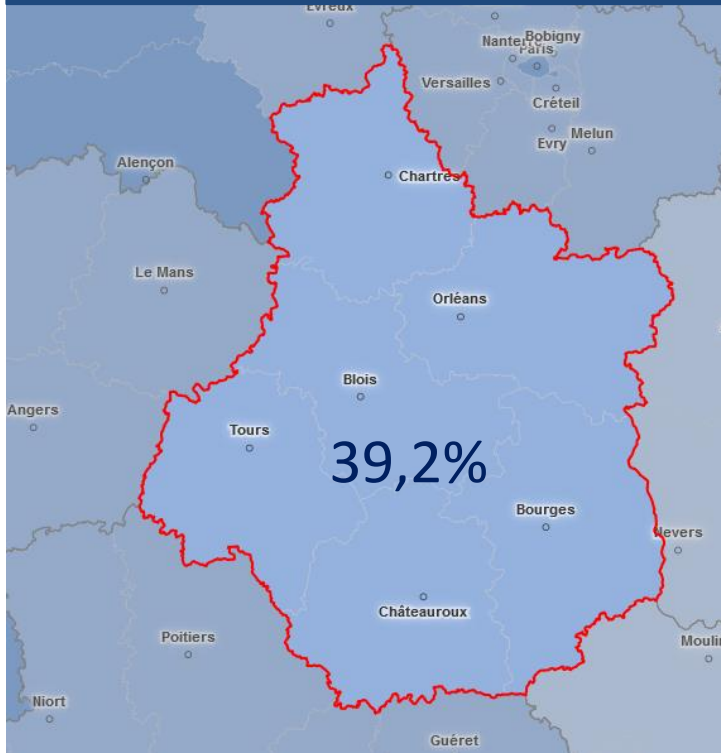 Evreux
Bobigny
Nanterre
Paris
Versailles
Créteil
Evry
Melun
Alençon
Chartres
Le Mans
Orléans
Blois
Angers
Tours
39,2%
Bourges
Nevers
Châteauroux
Poitiers
Moulin
Niort
Guéret